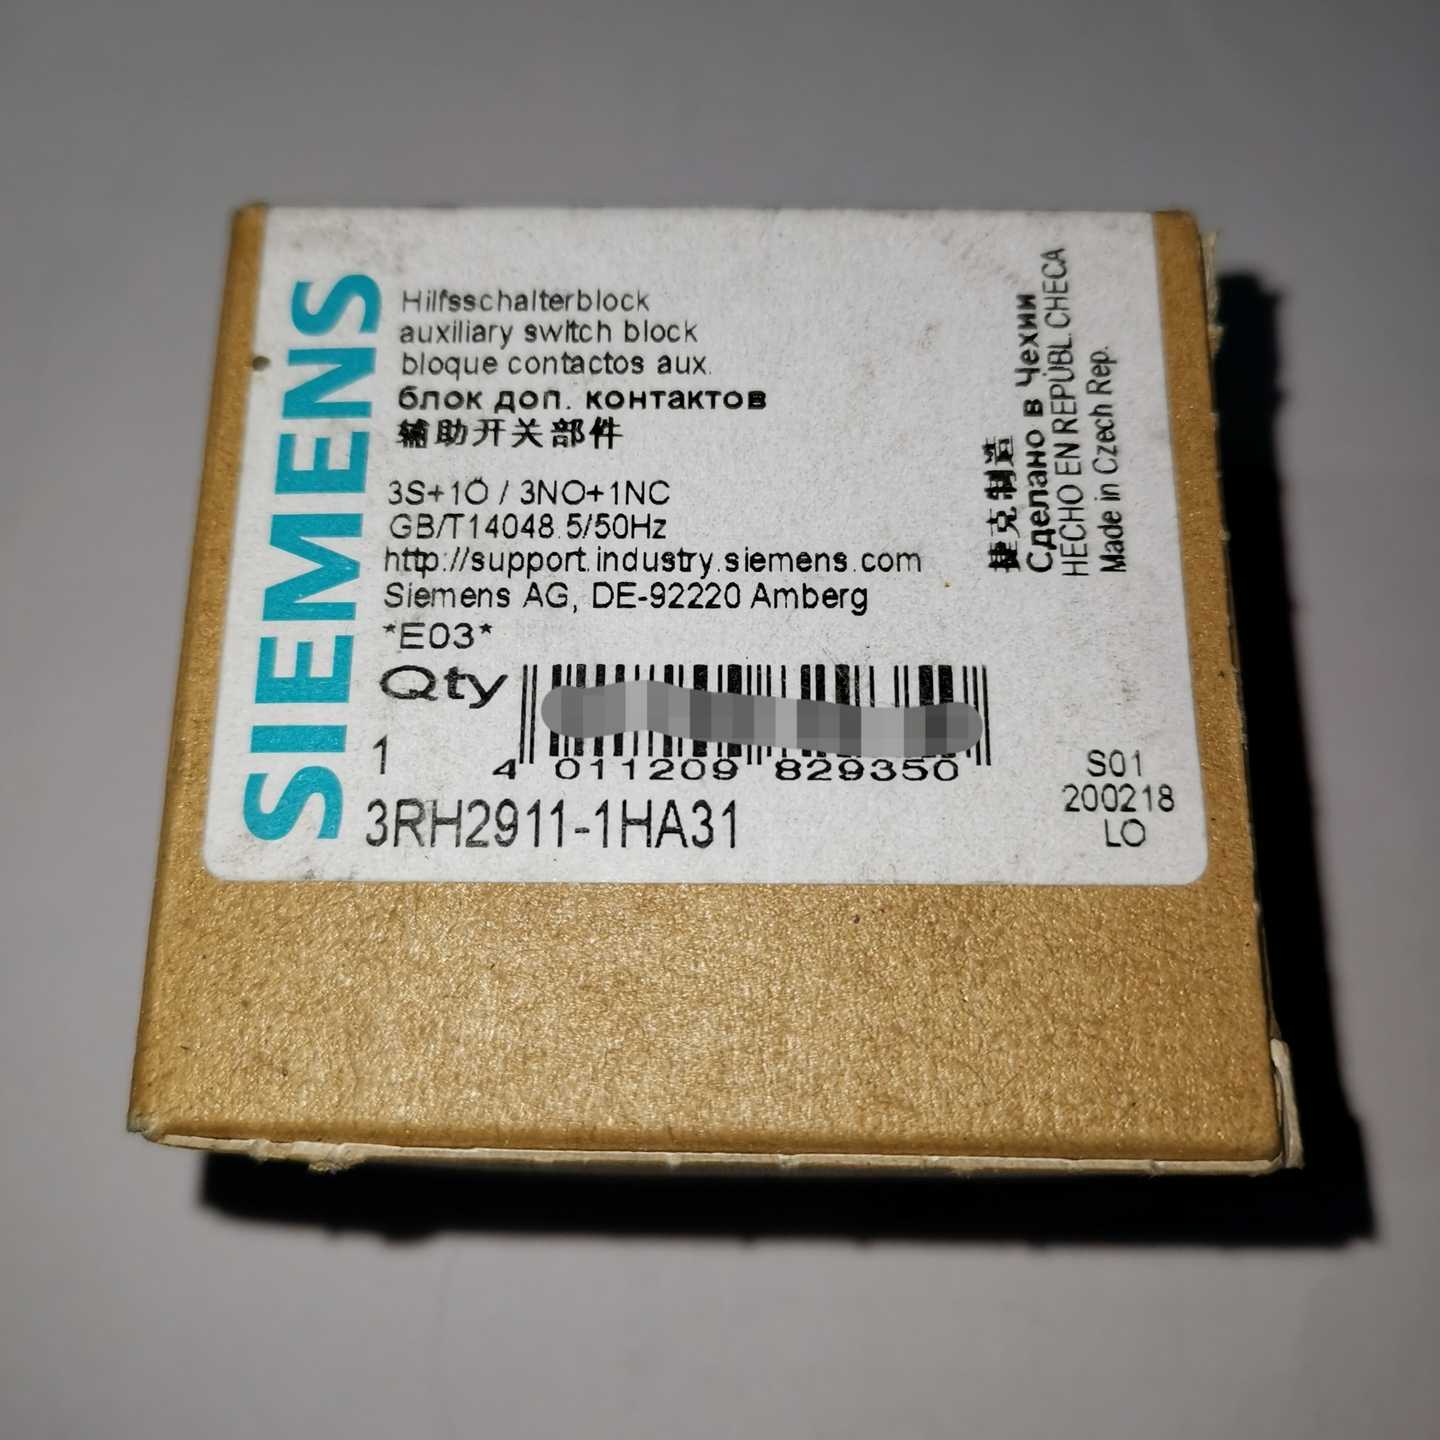 SIEMENS
Hilfsschalterblock
auxiliary switch block
bloque contactos aux.
блок доп. контактов
辅助开关部件
3S+1Ö / 3NO+1NC
GB/T14048.5/50Hz
http://support.industry.siemens.com
Siemens AG, DE-92220 Amberg
*E03*
Qty
1
4 011209 829350
3RH2911-1HA31
捷克制造
Сделано в Чехии
HECHO EN REPÚBL.CHECA
Made in Czech Rep.
S01
200218
LO